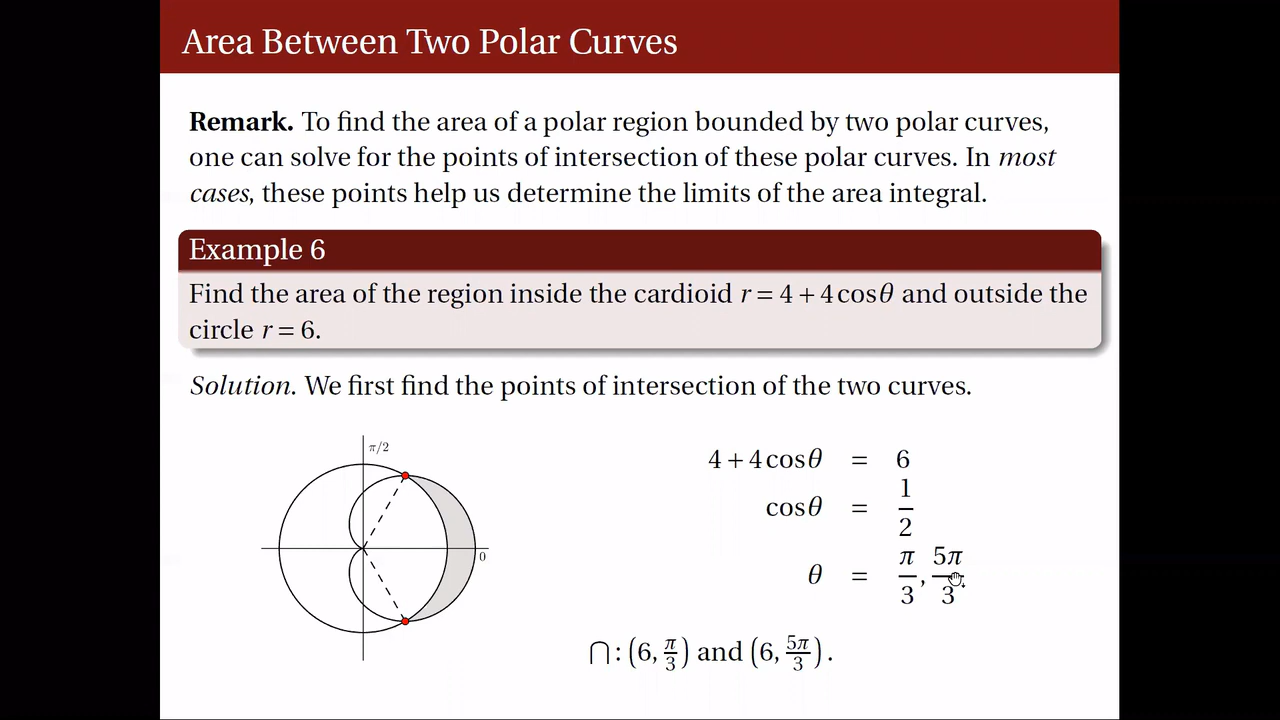 Area Between Two Polar Curves
Remark. To find the area of a polar region bounded by two polar curves,
one can solve for the points of intersection of these polar curves. In most
cases, these points help us determine the limits of the area integral.
Example 6
Find the area of the region inside the cardioid r = 4 + 4 cos θ and outside the
circle r = 6.
Solution. We first find the points of intersection of the two curves.
π/2
0
4 + 4 cos θ = 6
cos θ = 1/2
θ = π/3, 5π/3.
⋂: (6, π/3) and (6, 5π/3).